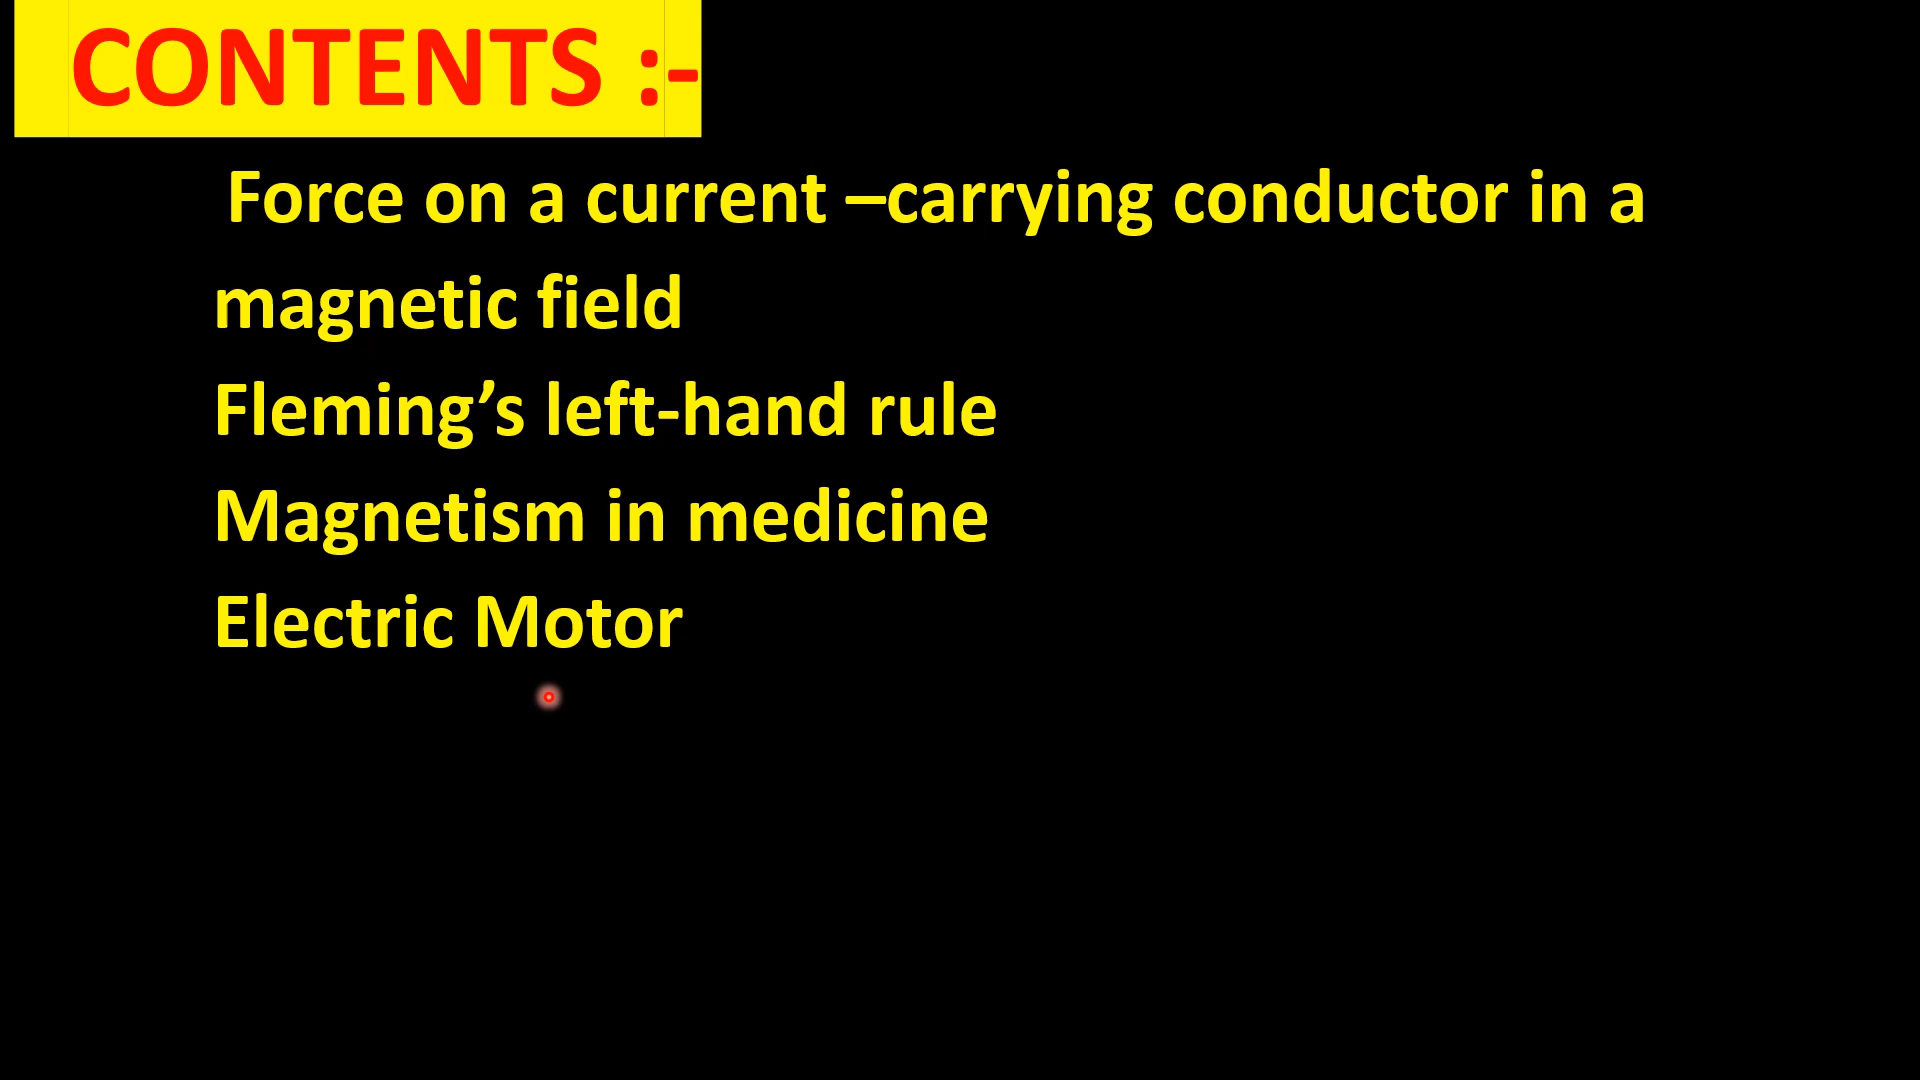 CONTENTS :-
Force on a current –carrying conductor in a
magnetic field
Fleming’s left-hand rule
Magnetism in medicine
Electric Motor